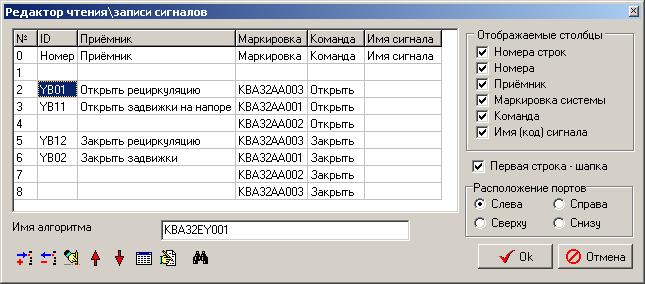 Редактор чтения\записи сигналов
№ ID Приёмник Маркировка Команда Имя сигнала
0 Номер Приёмник Маркировка Команда Имя сигнала
1
2 YB01 Открыть рециркуляцию KBA32AA003 Открыть
3 YB11 Открыть задвижки на напоре KBA32AA001 Открыть
4 KBA32AA002 Открыть
5 YB12 Закрыть рециркуляцию KBA32AA003 Закрыть
6 YB02 Закрыть задвижки KBA32AA001 Закрыть
7 KBA32AA002 Закрыть
8 KBA32AA003 Закрыть
Имя алгоритма KBA32EY001
Отображаемые столбцы
Номера строк
Номера
Приёмник
Маркировка системы
Команда
Имя (код) сигнала
Первая строка - шапка
Расположение портов
Слева Справа
Сверху Снизу
Ok Отмена